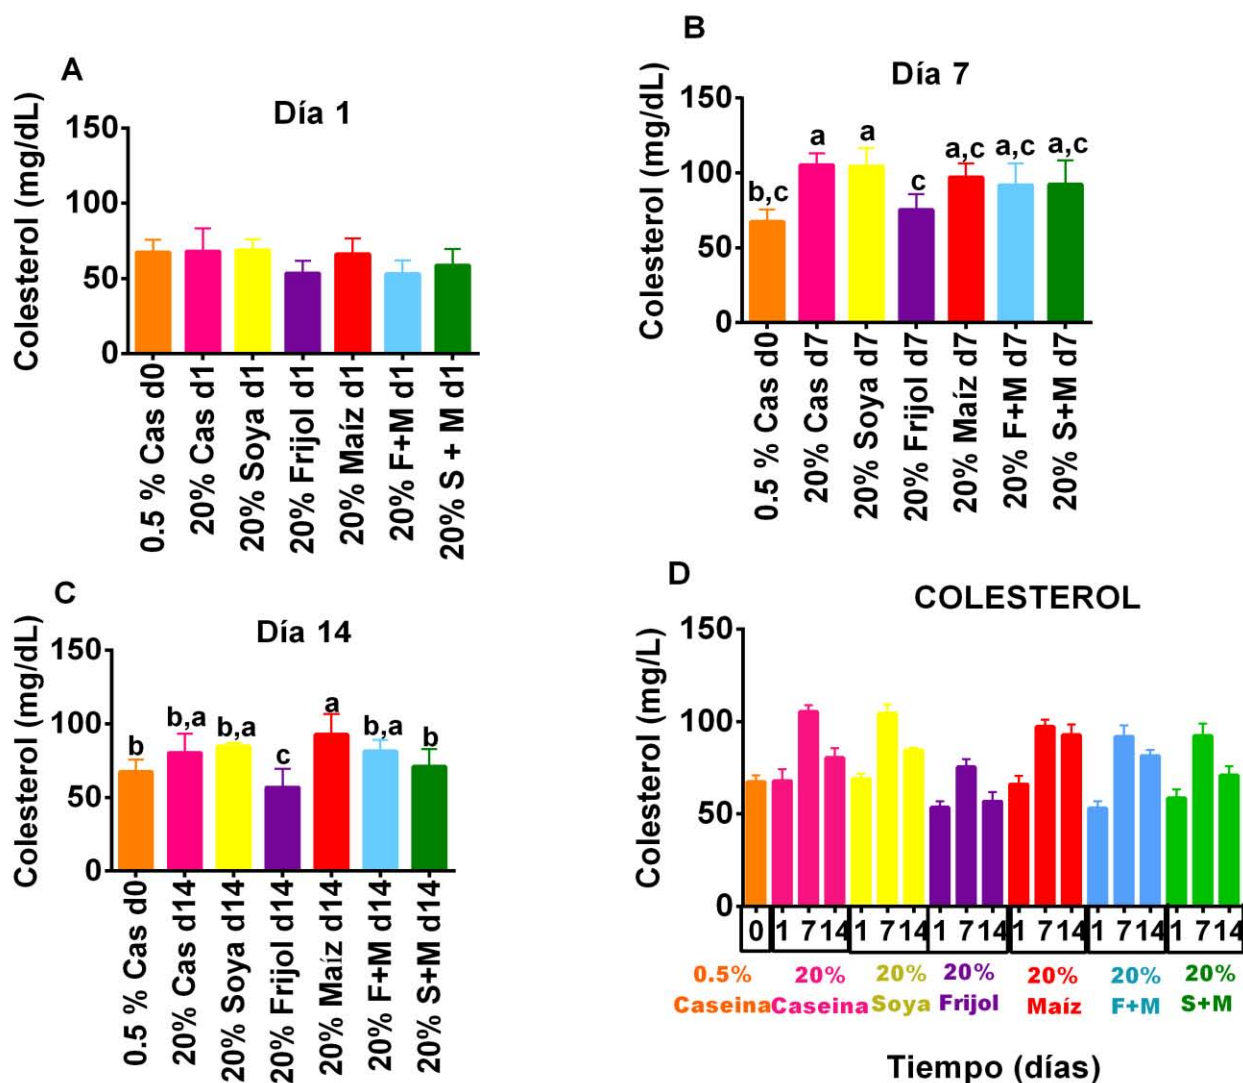 A
Día 1
Colesterol (mg/dL)
150
100
50
0
0.5 % Cas d0
20% Cas d1
20% Soya d1
20% Frijol d1
20% Maíz d1
20% F+M d1
20% S + M d1
B
Día 7
Colesterol (mg/dL)
150
100
50
0
b,c
a
a
c
a,c
a,c
a,c
0.5 % Cas d0
20% Cas d7
20% Soya d7
20% Frijol d7
20% Maíz d7
20% F+M d7
20% S+M d7
C
Día 14
Colesterol (mg/dL)
150
100
50
0
b
b,a
b,a
c
a
b,a
b
0.5 % Cas d0
20% Cas d14
20% Soya d14
20% Frijol d14
20% Maíz d14
20% F+M d14
20% S+M d14
D
COLESTEROL
Colesterol (mg/L)
150
100
50
0
0 1 7 14 1 7 14 1 7 14 1 7 14 1 7 14 1 7 14
0.5% 20% 20% 20% 20% 20% 20%
Caseina Caseina Soya Frijol Maíz F+M S+M
Tiempo (días)